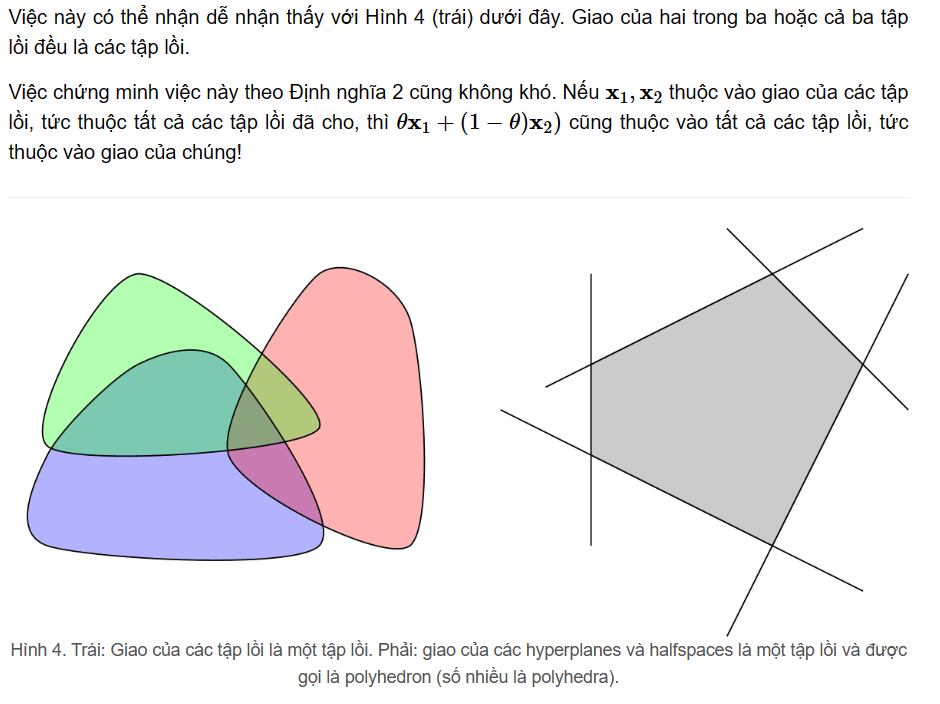 Việc này có thể nhận dễ nhận thấy với Hình 4 (trái) dưới đây. Giao của hai trong ba hoặc cả ba tập
lồi đều là các tập lồi.
Việc chứng minh việc này theo Định nghĩa 2 cũng không khó. Nếu x₁, x₂ thuộc vào giao của các tập
lồi, tức thuộc tất cả các tập lồi đã cho, thì θx₁ + (1 − θ)x₂) cũng thuộc vào tất cả các tập lồi, tức
thuộc vào giao của chúng!
Hình 4. Trái: Giao của các tập lồi là một tập lồi. Phải: giao của các hyperplanes và halfspaces là một tập lồi và được
gọi là polyhedron (số nhiều là polyhedra).